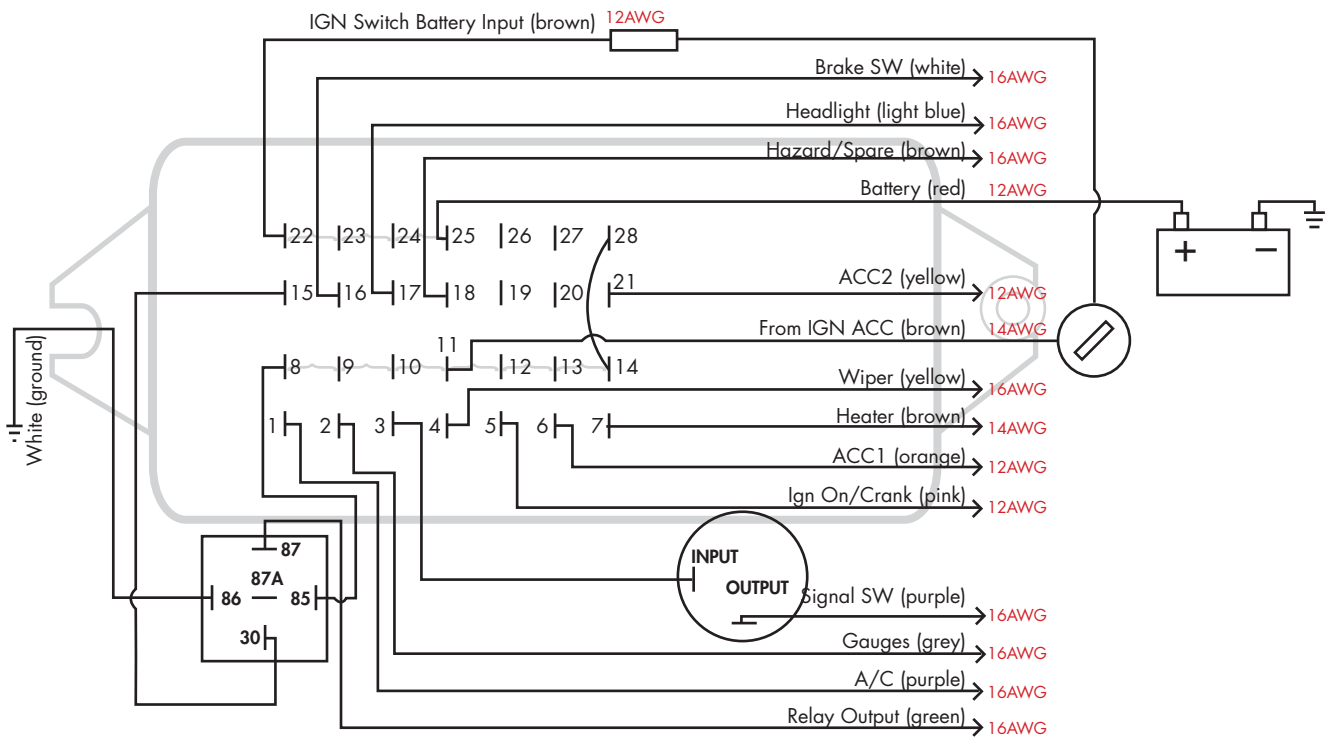 IGN Switch Battery Input (brown) 12AWG
Brake SW (white) 16AWG
Headlight (light blue) 16AWG
Hazard/Spare (brown) 16AWG
Battery (red) 12AWG
22 23 24 25 26 27 28
+ −
15 16 17 18 19 20 21
ACC2 (yellow) 12AWG
From IGN ACC (brown) 14AWG
8 9 10 11 12 13 14
Wiper (yellow) 16AWG
1 2 3 4 5 6 7
Heater (brown) 14AWG
White (ground)
ACC1 (orange) 12AWG
Ign On/Crank (pink) 12AWG
87
87A
86 85
30
INPUT
OUTPUT
Signal SW (purple) 16AWG
Gauges (grey) 16AWG
A/C (purple) 16AWG
Relay Output (green) 16AWG